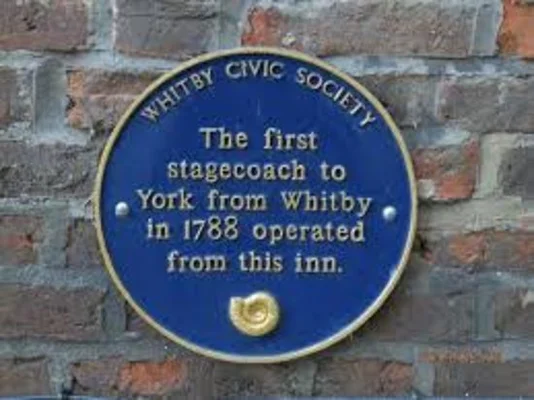 WHITBY CIVIC SOCIETY
The first
stagecoach to
York from Whitby
in 1788 operated
from this inn.